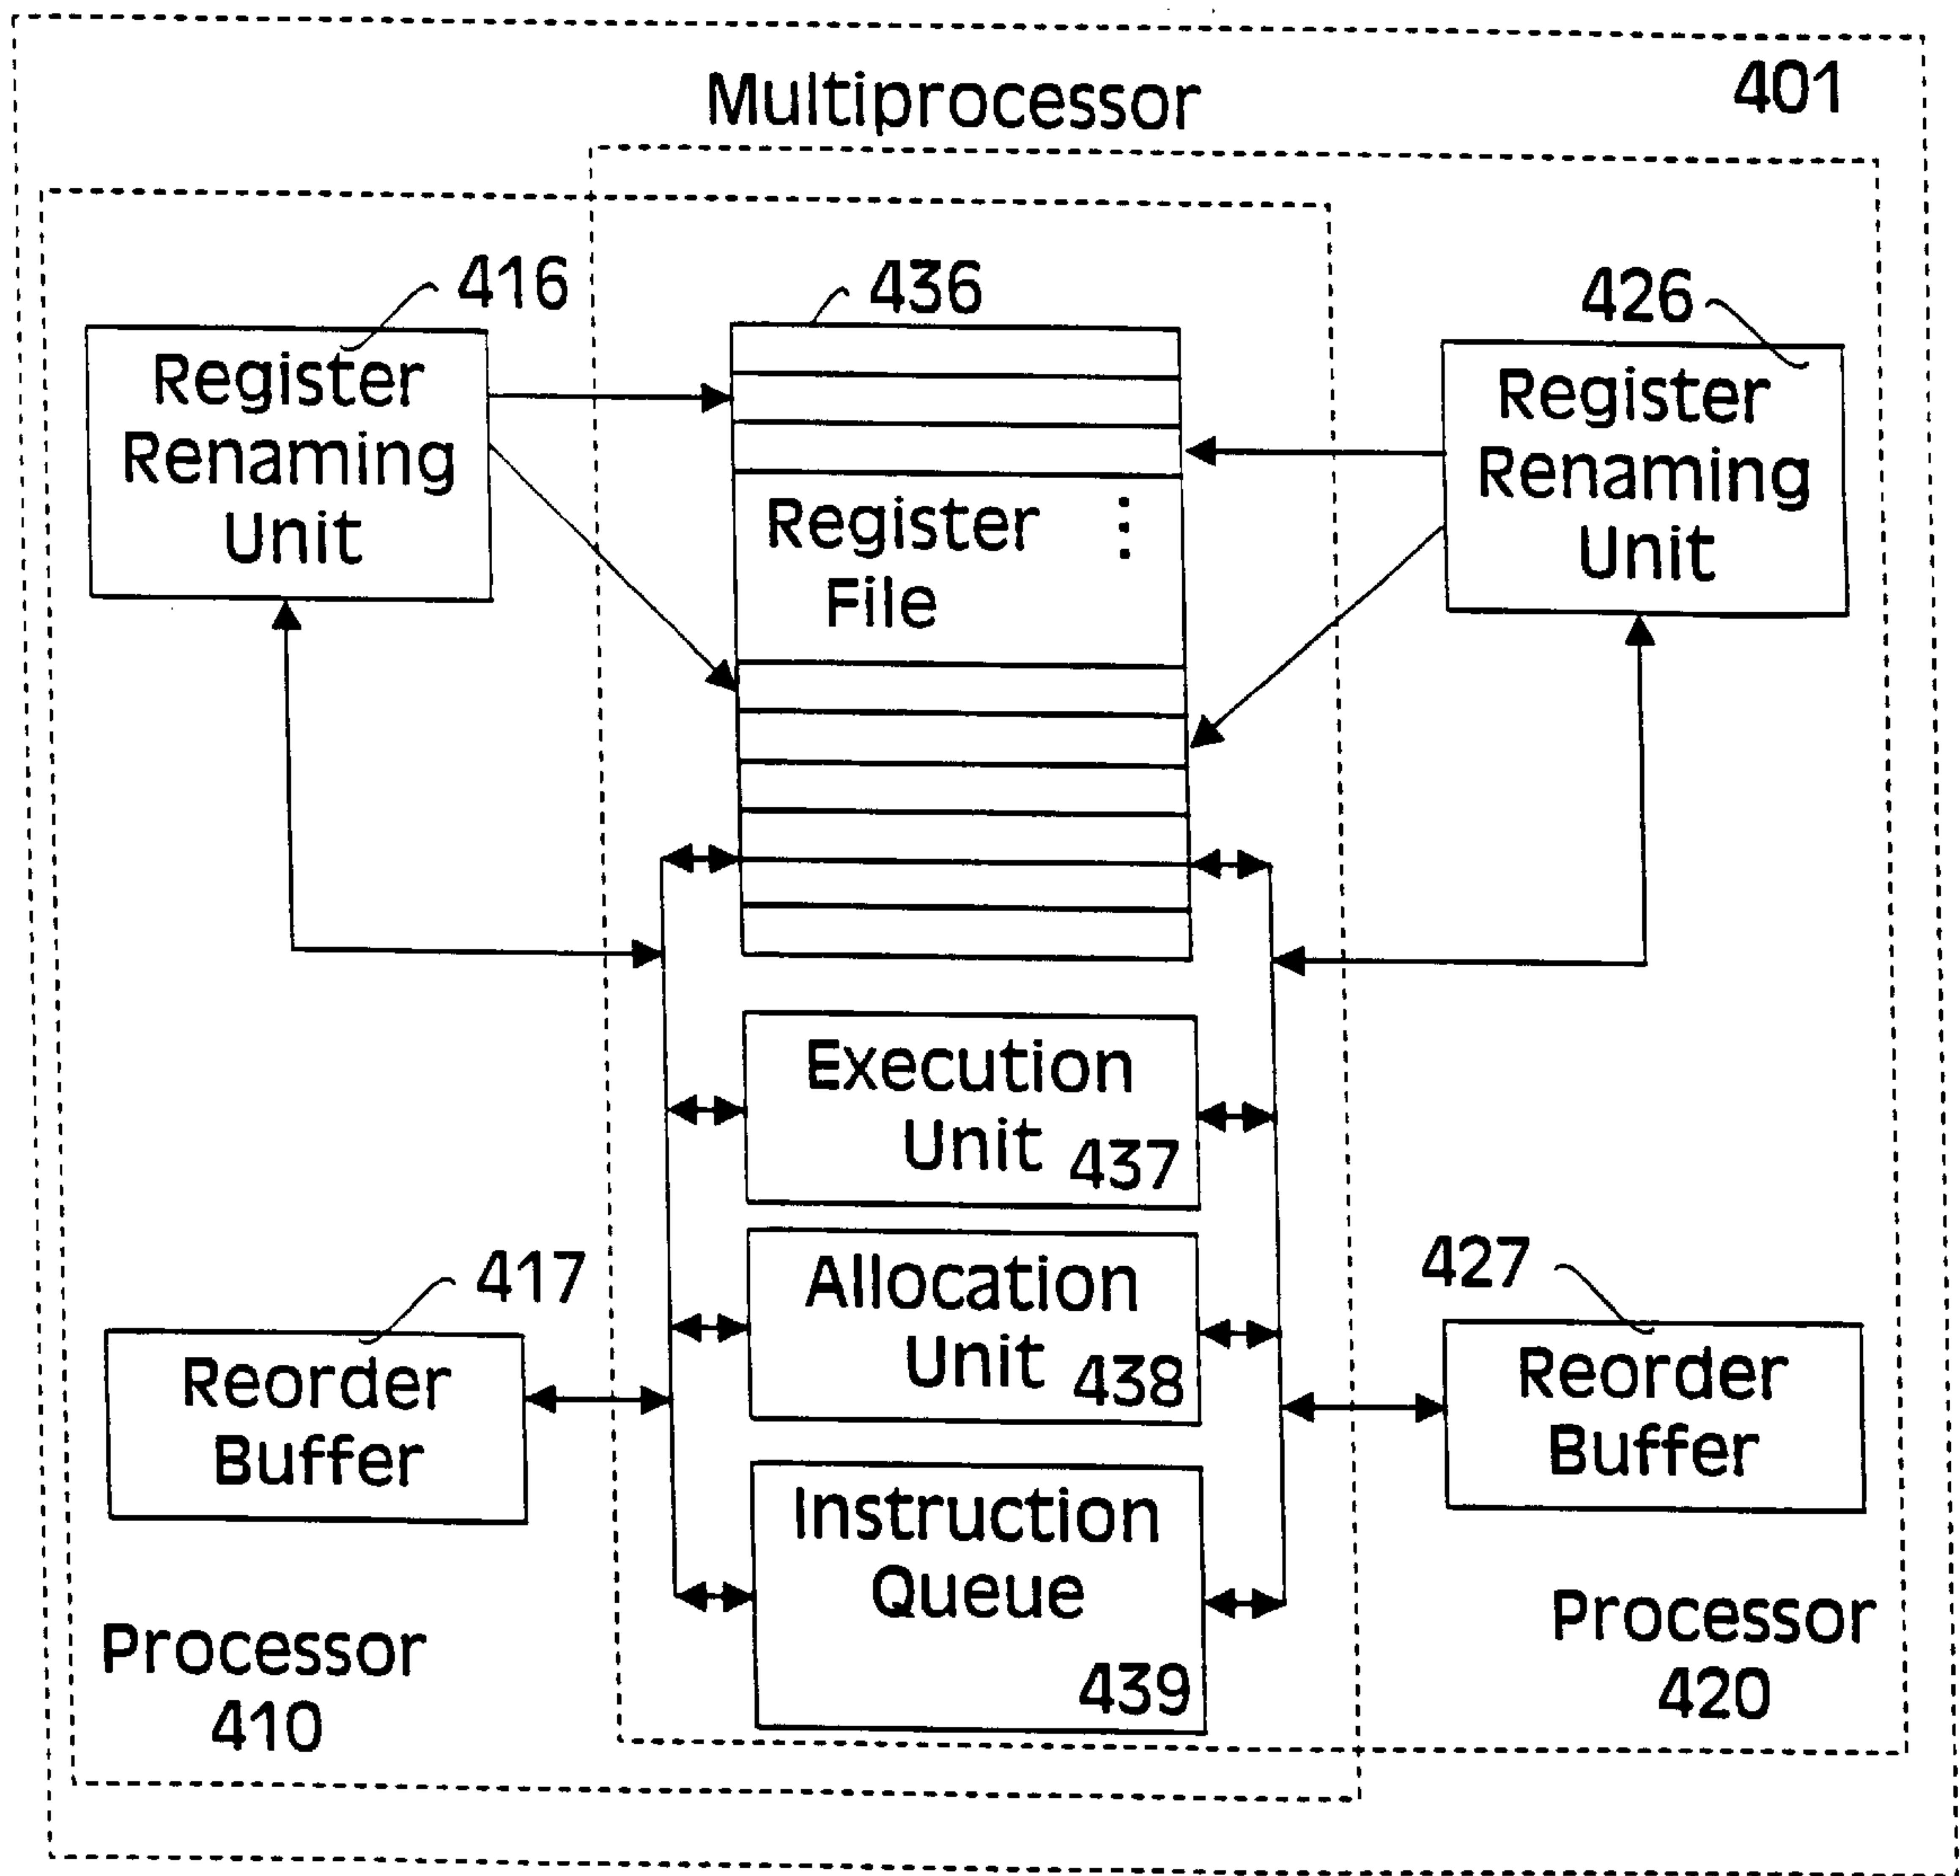 Multiprocessor
401
416
436
426
Register
Renaming
Unit
Register
File
Register
Renaming
Unit
Execution
Unit 437
417
Allocation
Unit 438
427
Reorder
Buffer
Reorder
Buffer
Instruction
Queue
439
Processor
410
Processor
420